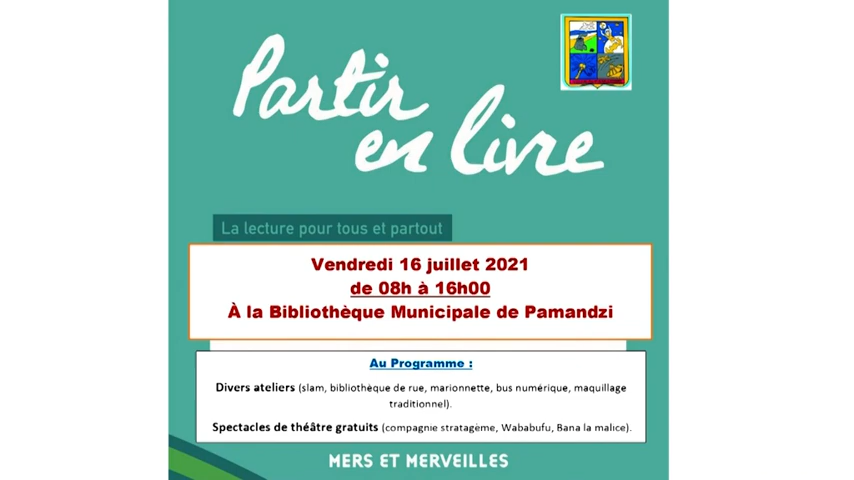 Partir
en livre
La lecture pour tous et partout
Vendredi 16 juillet 2021
de 08h à 16h00
À la Bibliothèque Municipale de Pamandzi
Au Programme :
Divers ateliers (slam, bibliothèque de rue, marionnette, bus numérique, maquillage
traditionnel).
Spectacles de théâtre gratuits (compagnie stratagème, Wababufu, Bana la malice).
MERS ET MERVEILLES